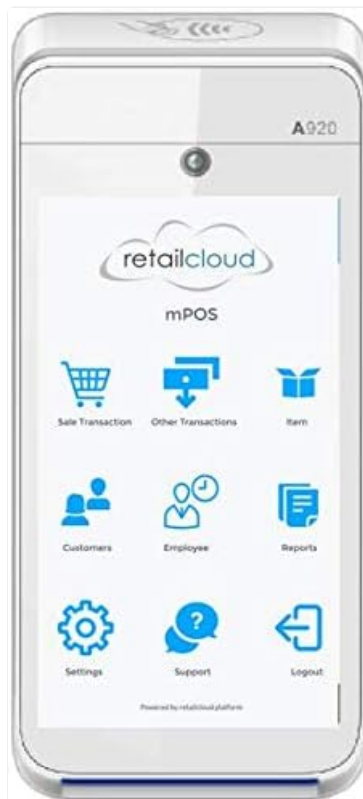 A920
retailcloud
mPOS
Sale Transaction
Other Transactions
Item
Customers
Employee
Reports
Settings
Support
Logout
Powered by retailcloud platform